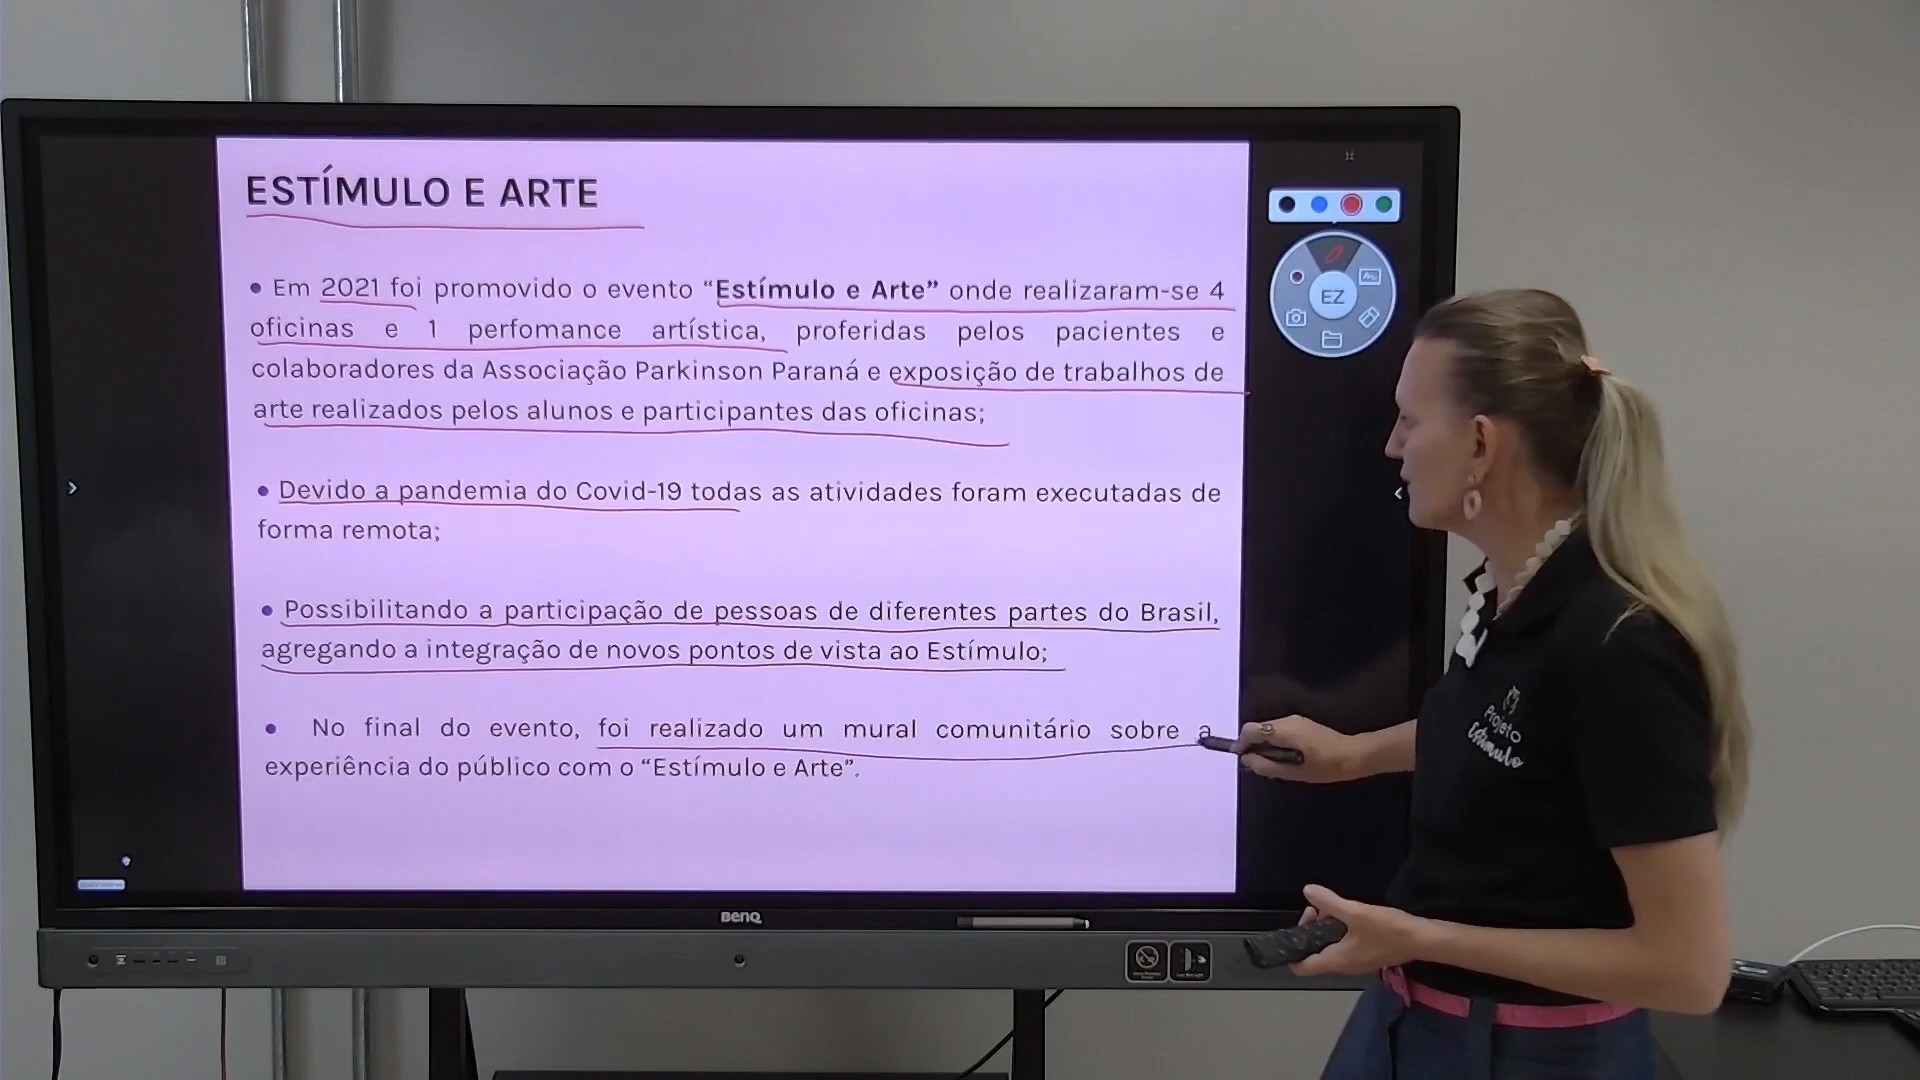 ESTÍMULO E ARTE
• Em 2021 foi promovido o evento “Estímulo e Arte” onde realizaram-se 4
oficinas e 1 perfomance artística, proferidas pelos pacientes e
colaboradores da Associação Parkinson Paraná e exposição de trabalhos de
arte realizados pelos alunos e participantes das oficinas;
• Devido a pandemia do Covid-19 todas as atividades foram executadas de
forma remota;
• Possibilitando a participação de pessoas de diferentes partes do Brasil,
agregando a integração de novos pontos de vista ao Estímulo;
• No final do evento, foi realizado um mural comunitário sobre a
experiência do público com o “Estímulo e Arte”.
EZ
Projeto
Estímulo
BenQ